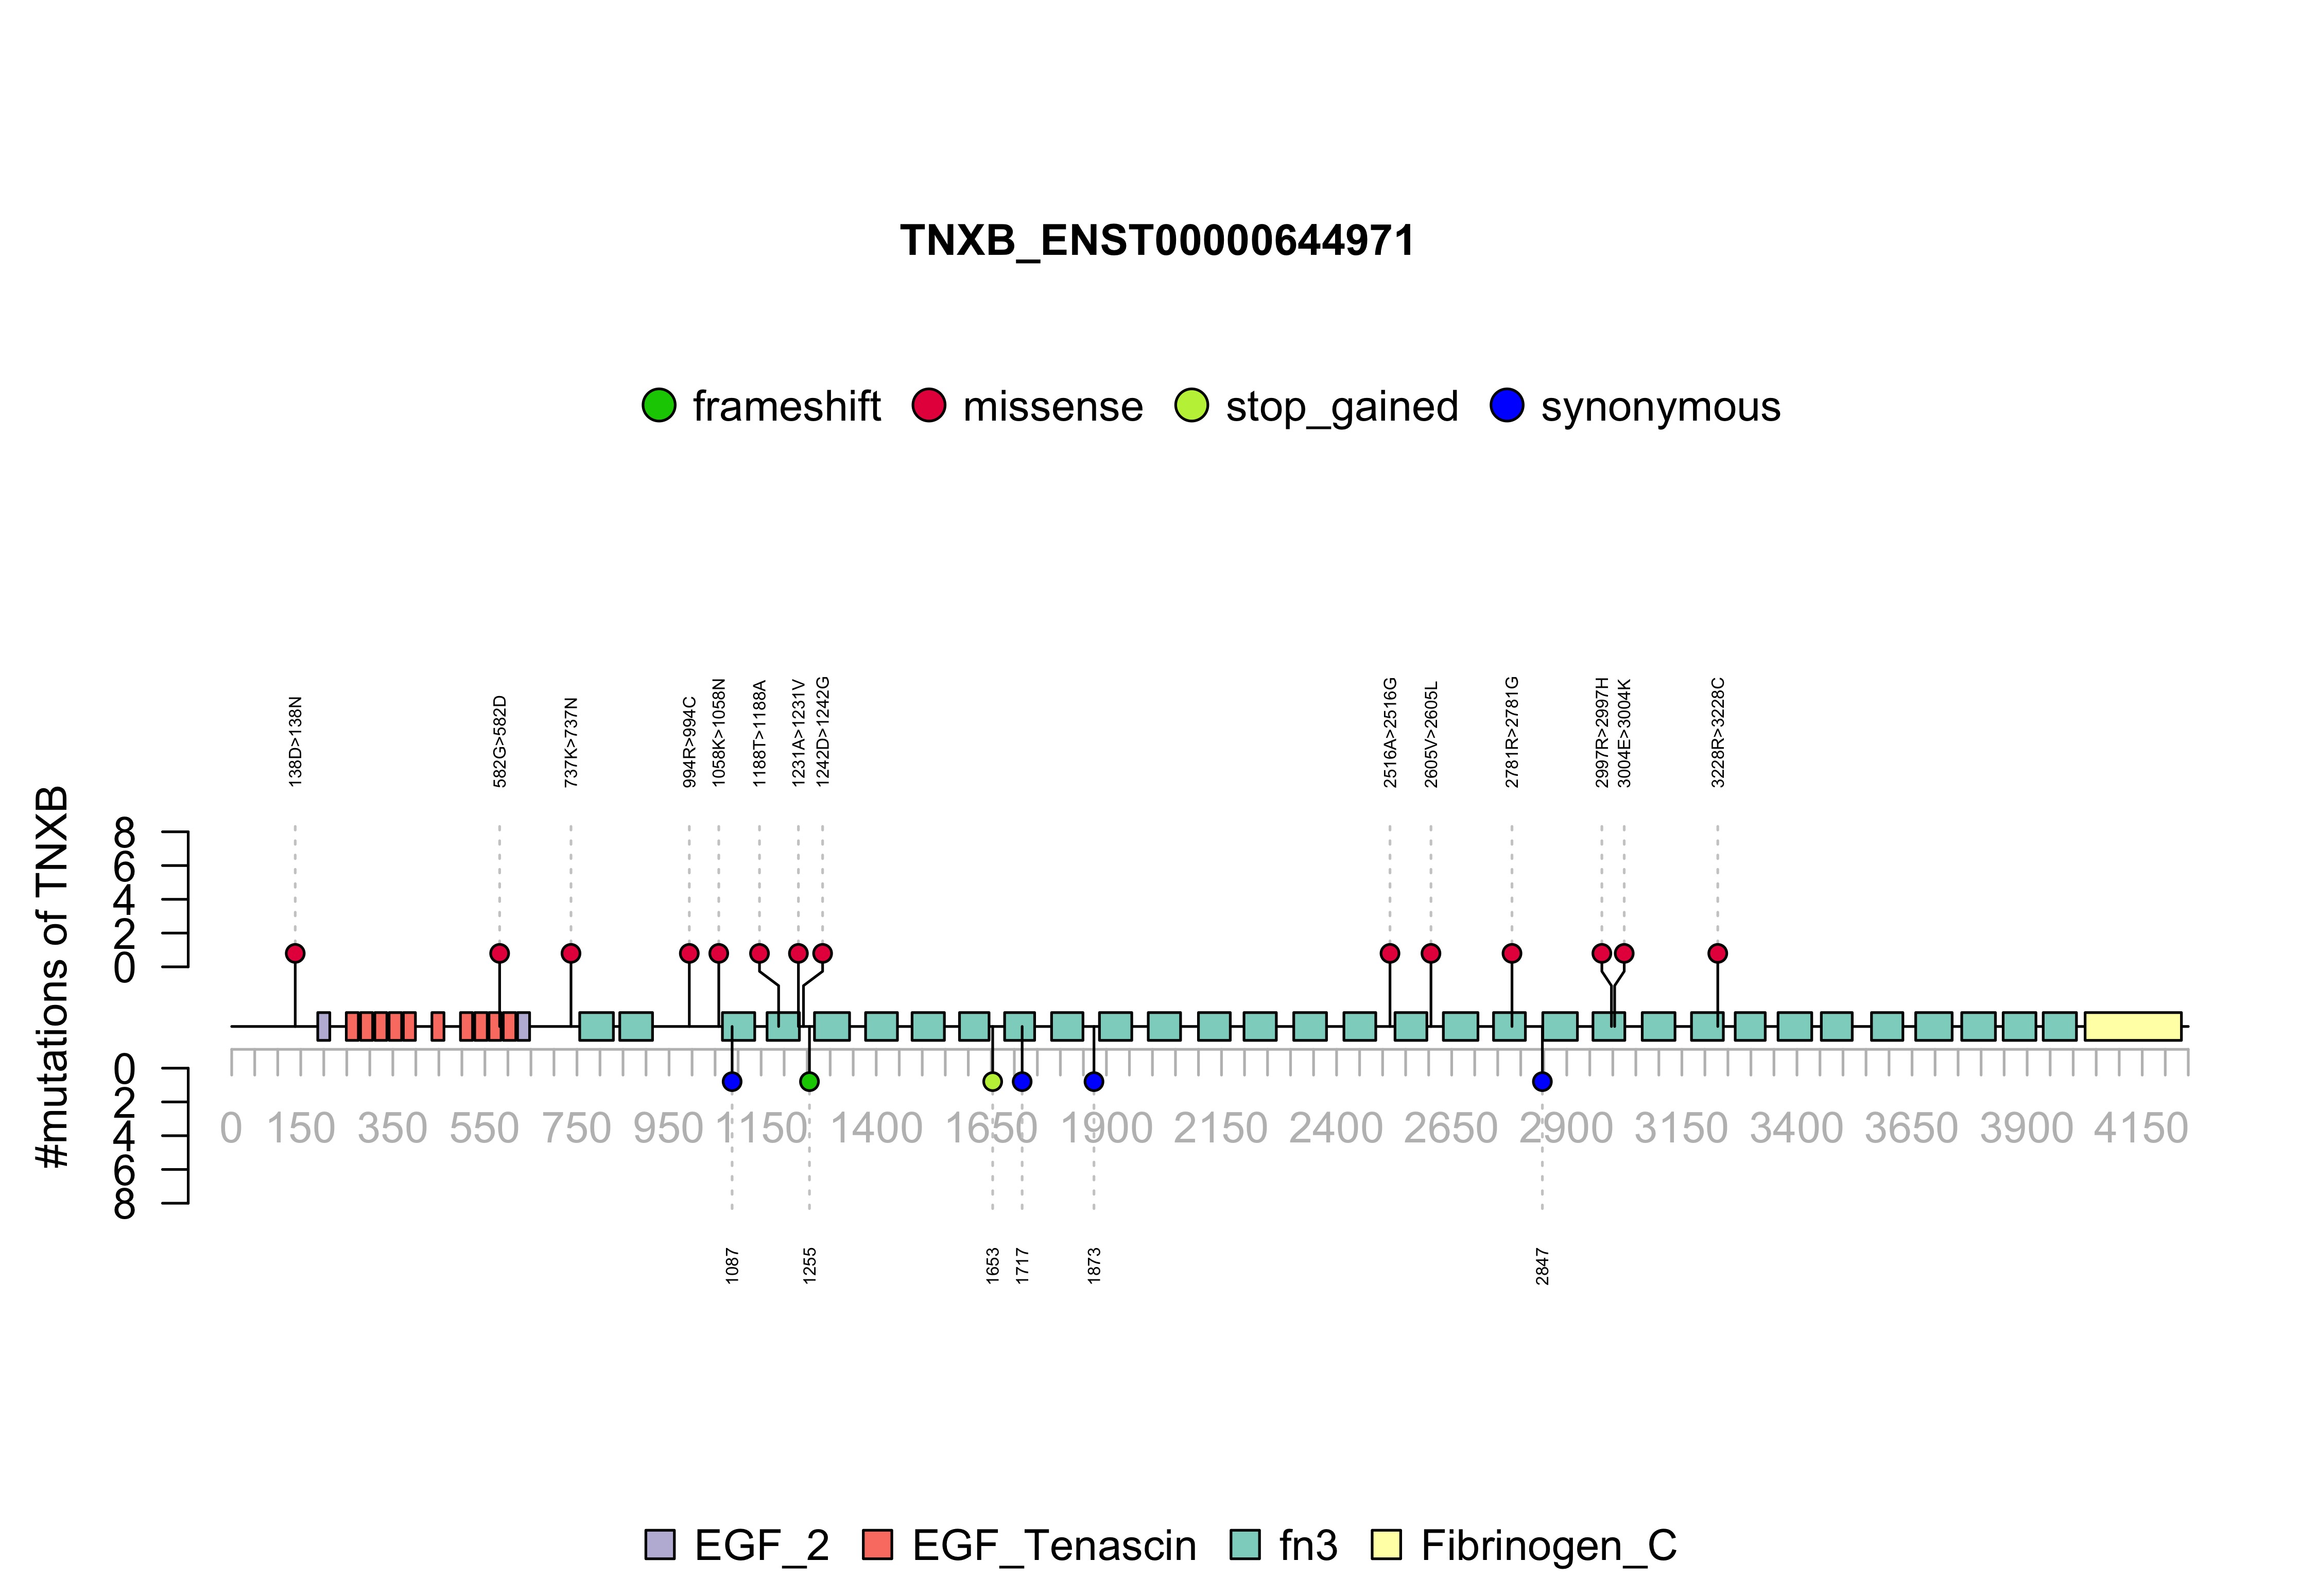 TNXB_ENST00000644971
frameshift missense stop_gained synonymous
138D>138N 582G>582D 737K>737N 994R>994C 1058K>1058N 1188T>1188A 1231A>1231V 1242D>1242G 2516A>2516G 2605V>2605L 2781R>2781G 2997R>2997H 3004E>3004K 3228R>3228C
#mutations of TNXB
8
6
4
2
0
0
2
4
6
8
0 150 350 550 750 950 1150 1400 1650 1900 2150 2400 2650 2900 3150 3400 3650 3900 4150
1087 1255 1653 1717 1873 2847
EGF_2 EGF_Tenascin fn3 Fibrinogen_C